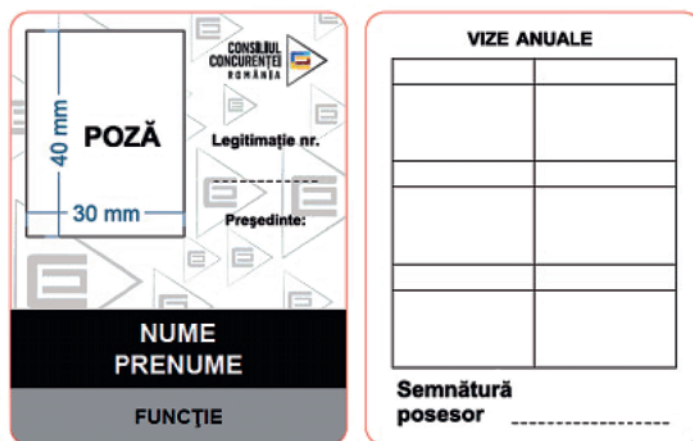 CONSILIUL
CONCURENȚEI
ROMÂNIA
POZĂ
40 mm
30 mm
Legitimație nr.
Președinte:
NUME
PRENUME
FUNCȚIE
VIZE ANUALE
Semnătură
posesor